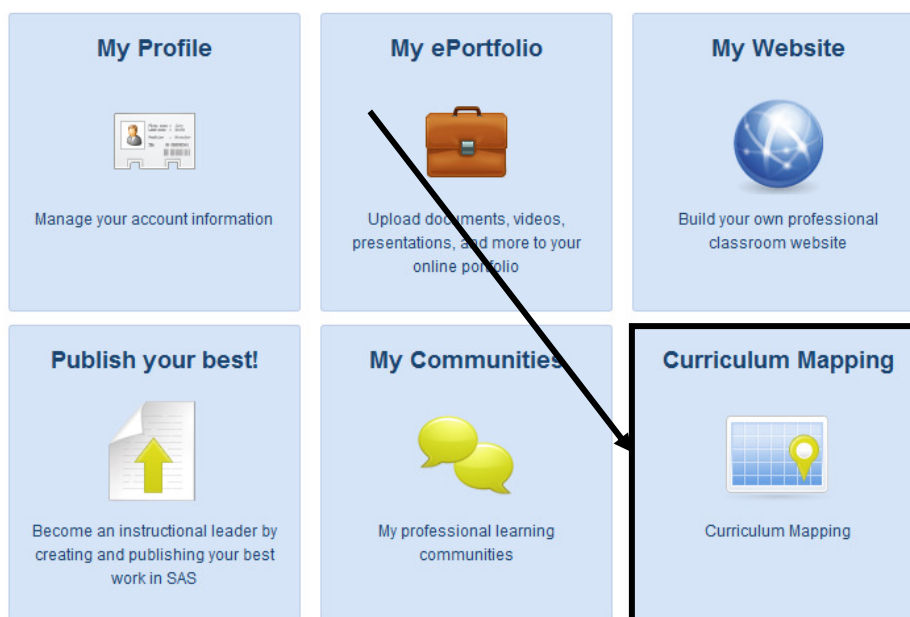 My Profile
Manage your account information
My ePortfolio
Upload documents, videos,
presentations, and more to your
online portfolio
My Website
Build your own professional
classroom website
Publish your best!
Become an instructional leader by
creating and publishing your best
work in SAS
My Communities
My professional learning
communities
Curriculum Mapping
Curriculum Mapping